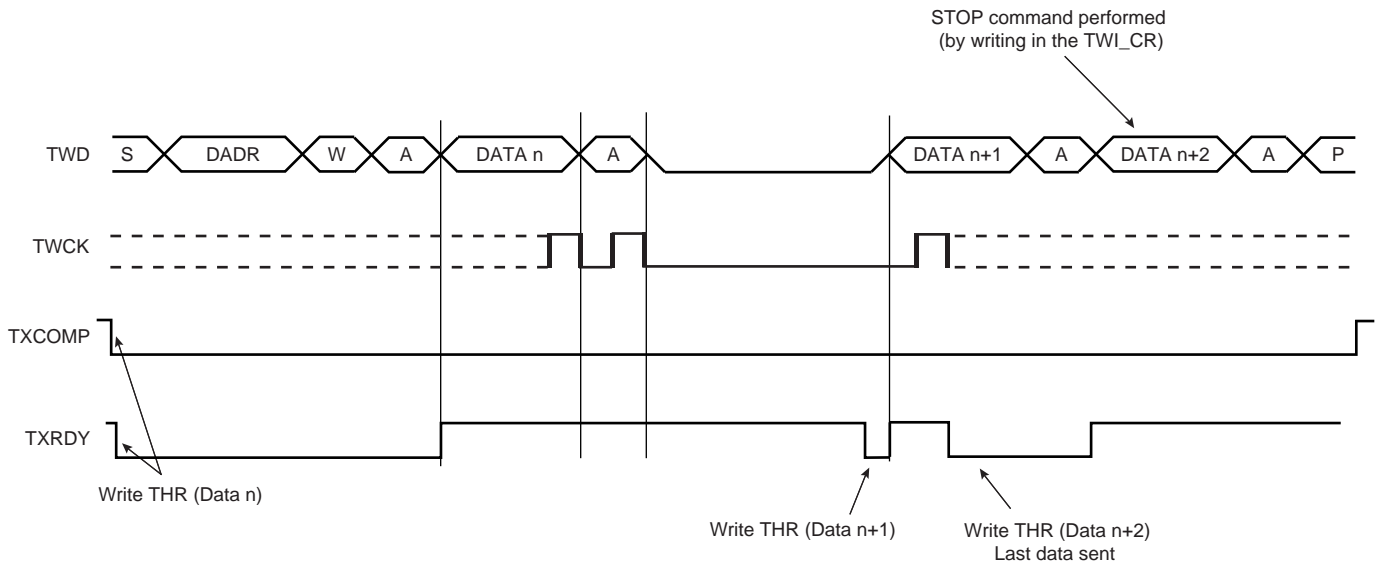 STOP command performed
(by writing in the TWI_CR)
TWD S DADR W A DATA n A DATA n+1 A DATA n+2 A P
TWCK
TXCOMP
TXRDY
Write THR (Data n)
Write THR (Data n+1)
Write THR (Data n+2)
Last data sent